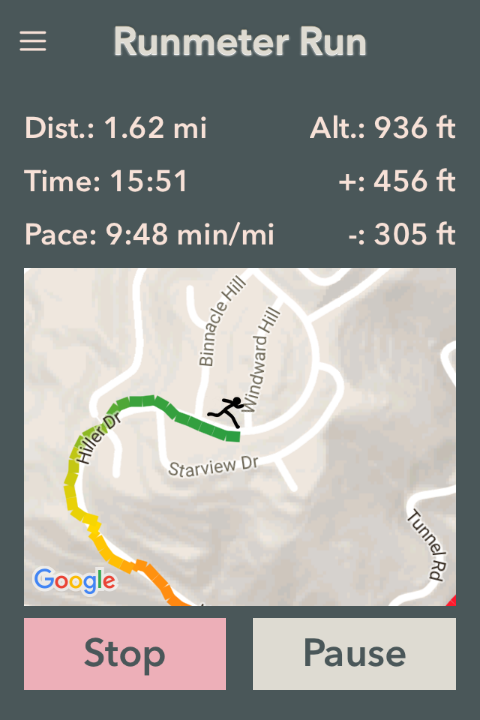 Runmeter Run
Dist.: 1.62 mi
Alt.: 936 ft
Time: 15:51
+: 456 ft
Pace: 9:48 min/mi
-: 305 ft
Binnacle Hill
Windward Hill
Hiller Dr
Starview Dr
Tunnel Rd
Google
Stop
Pause